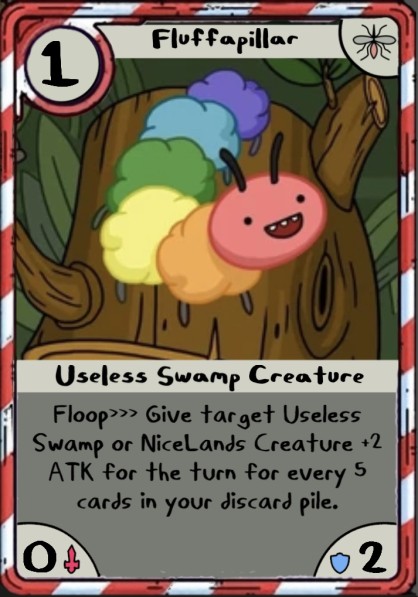 1
Fluffapillar
Useless Swamp Creature
Floop>>> Give target Useless
Swamp or NiceLands Creature +2
ATK for the turn for every 5
cards in your discard pile.
0
2